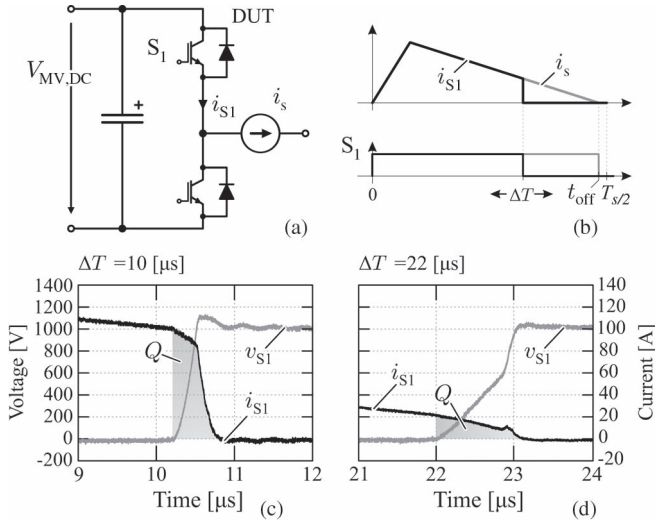 (a)
DUT
S1
VMV,DC
+
iS1
is
(b)
iS1
is
S1
0
ΔT
toff
Ts/2
ΔT =10 [µs]
1400
1200
1000
800
600
400
200
0
-200
Voltage [V]
Q
vS1
iS1
9
10
11
12
Time [µs]
(c)
ΔT =22 [µs]
140
120
100
80
60
40
20
0
-20
Current [A]
iS1
Q
vS1
21
22
23
24
Time [µs]
(d)